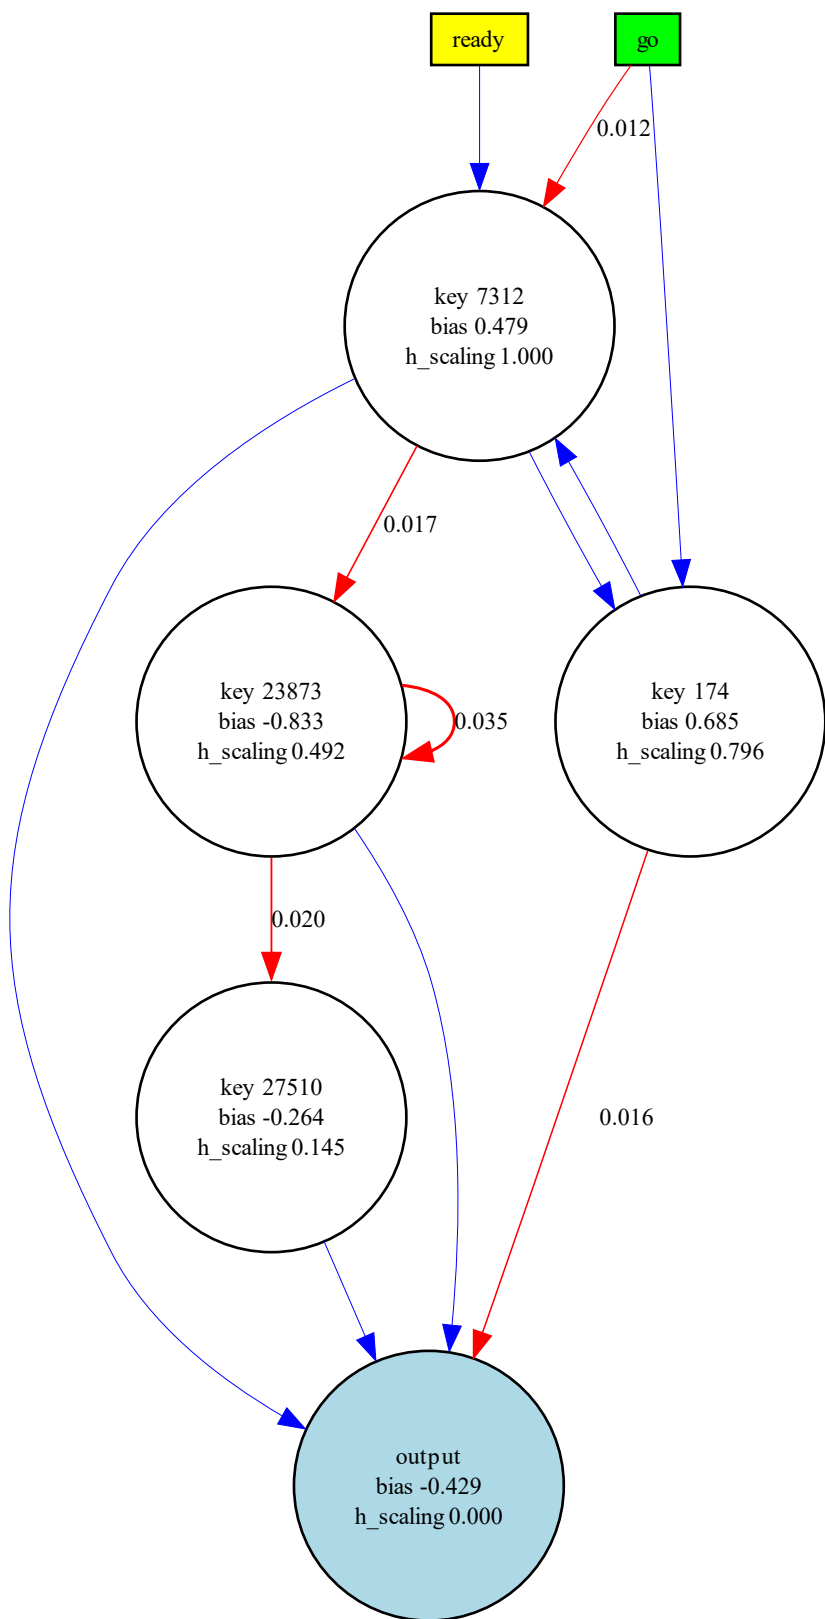 ready
go
0.012
key 7312
bias 0.479
h_scaling 1.000
0.017
key 23873
bias -0.833
h_scaling 0.492
0.035
key 174
bias 0.685
h_scaling 0.796
0.020
key 27510
bias -0.264
h_scaling 0.145
0.016
output
bias -0.429
h_scaling 0.000